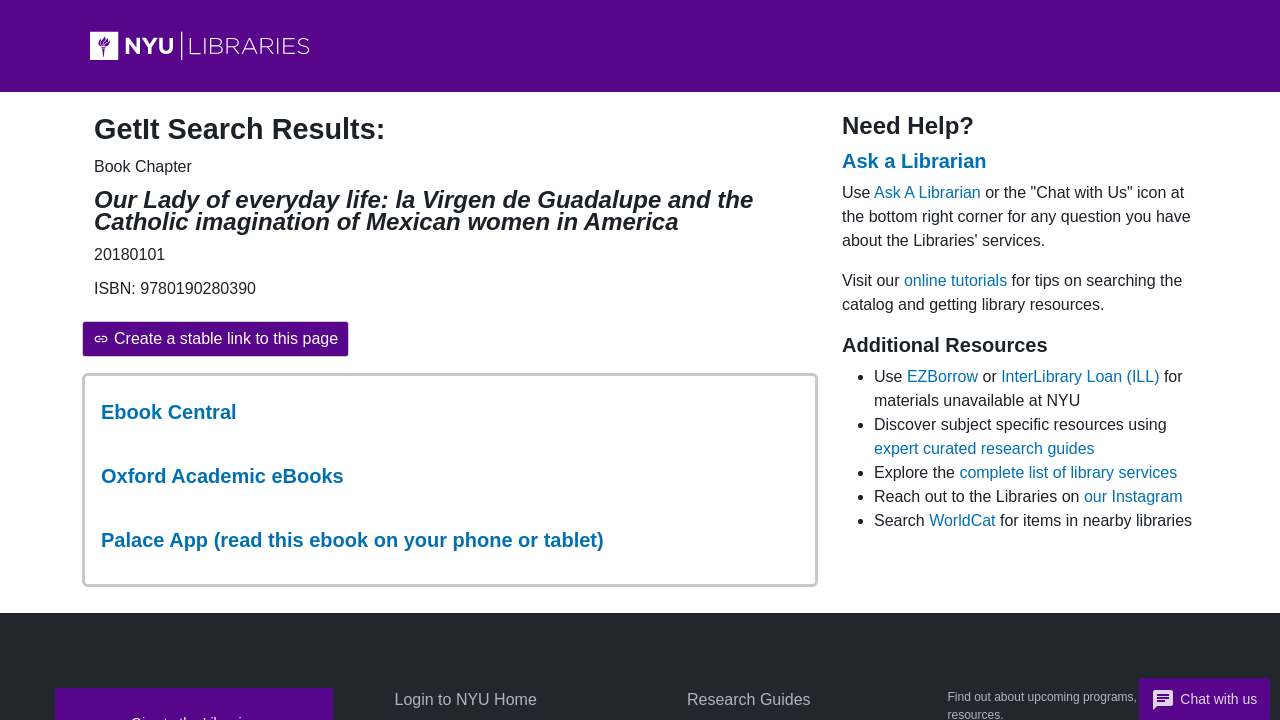 NYU | LIBRARIES
GetIt Search Results:
Book Chapter
Our Lady of everyday life: la Virgen de Guadalupe and the
Catholic imagination of Mexican women in America
20180101
ISBN: 9780190280390
Create a stable link to this page
Ebook Central
Oxford Academic eBooks
Palace App (read this ebook on your phone or tablet)
Need Help?
Ask a Librarian
Use Ask A Librarian or the "Chat with Us" icon at
the bottom right corner for any question you have
about the Libraries' services.
Visit our online tutorials for tips on searching the
catalog and getting library resources.
Additional Resources
Use EZBorrow or InterLibrary Loan (ILL) for
materials unavailable at NYU
Discover subject specific resources using
expert curated research guides
Explore the complete list of library services
Reach out to the Libraries on our Instagram
Search WorldCat for items in nearby libraries
Login to NYU Home
Research Guides
Find out about upcoming programs,
resources.
Chat with us